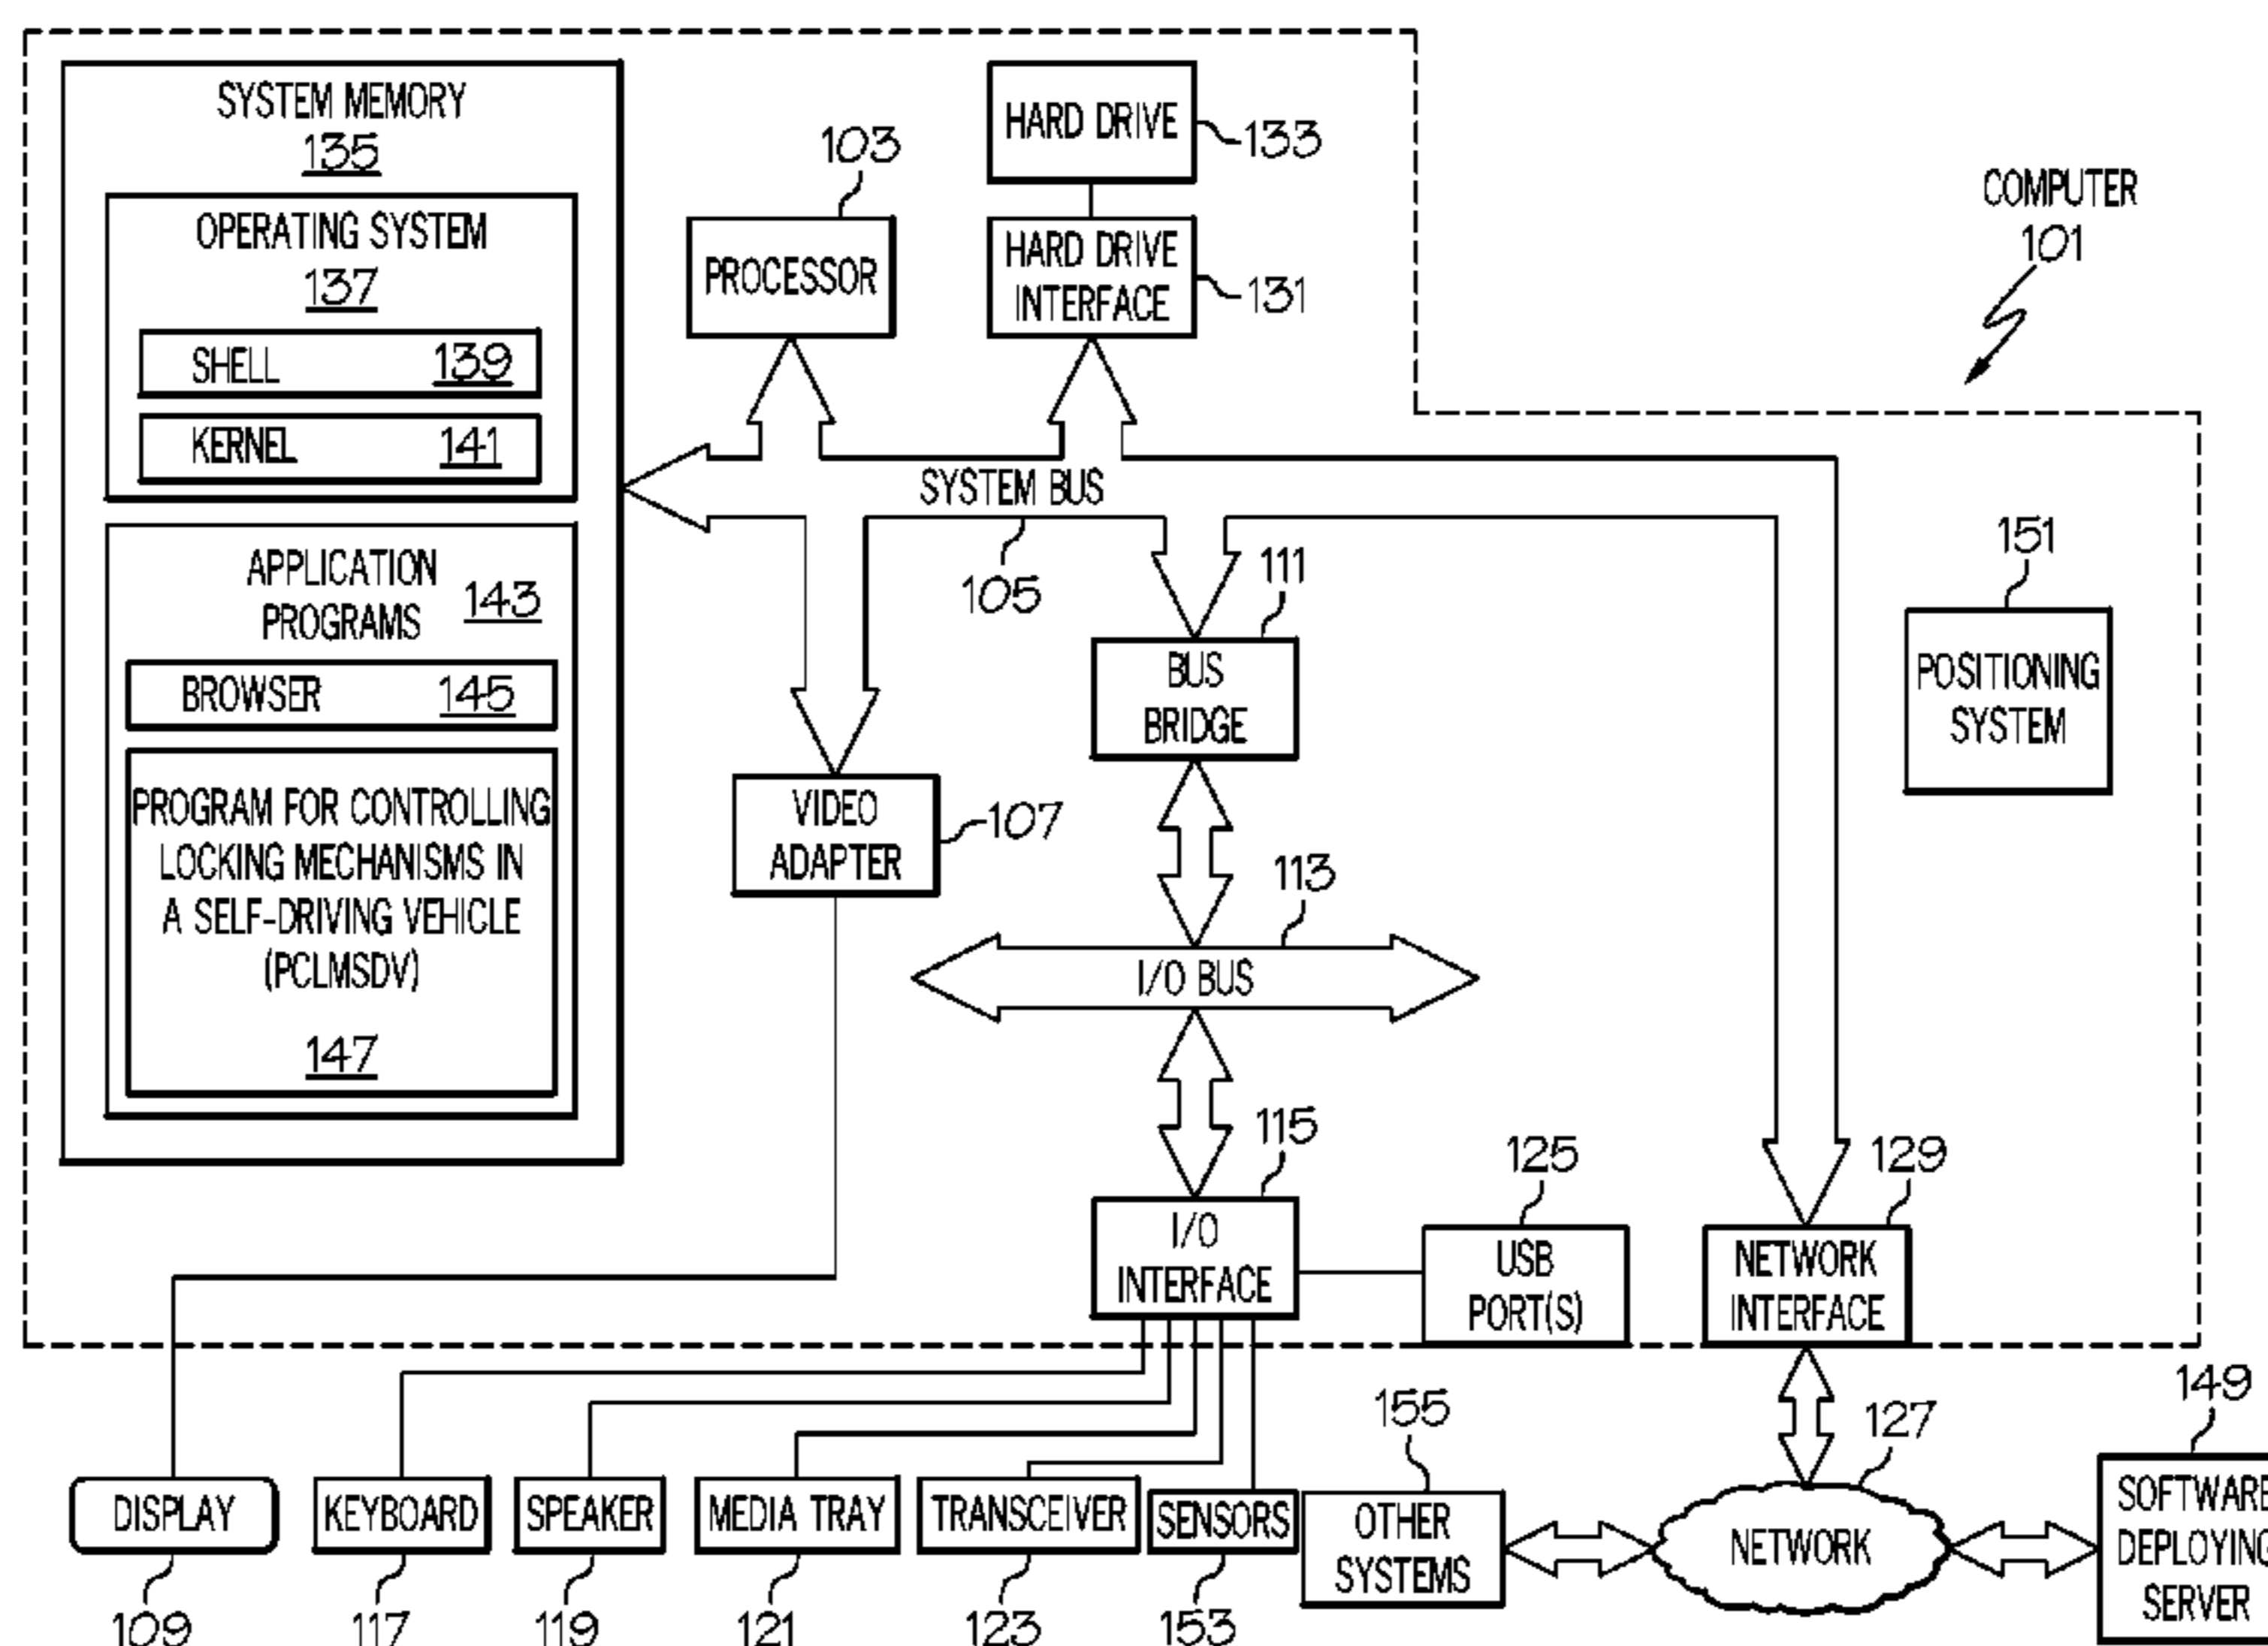 SYSTEM MEMORY
135
OPERATING SYSTEM
137
SHELL 139
KERNEL 141
APPLICATION
PROGRAMS
143
BROWSER 145
PROGRAM FOR CONTROLLING
LOCKING MECHANISMS IN
A SELF-DRIVING VEHICLE
(PCLMSDV)
147
103
PROCESSOR
HARD DRIVE
133
HARD DRIVE
INTERFACE
131
COMPUTER
101
SYSTEM BUS
105
111
BUS
BRIDGE
151
POSITIONING
SYSTEM
VIDEO
ADAPTER
107
113
I/O BUS
115
I/O
INTERFACE
125
USB
PORT(S)
129
NETWORK
INTERFACE
DISPLAY
109
KEYBOARD
117
SPEAKER
119
MEDIA TRAY
121
TRANSCEIVER
123
SENSORS
153
155
OTHER
SYSTEMS
127
NETWORK
149
SOFTWARE
DEPLOYING
SERVER